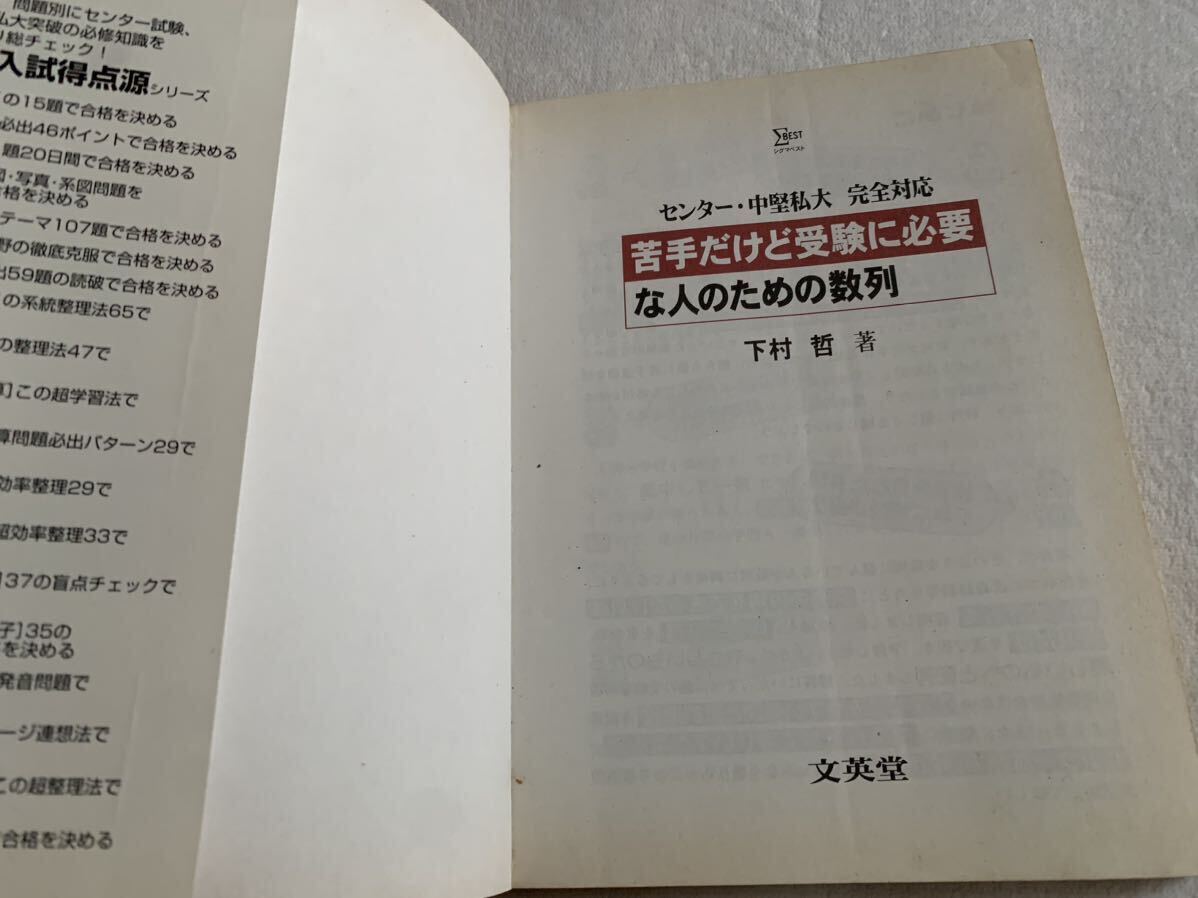 問題別にセンター試験、
私大突破の必修知識を
総チェック！
入試得点源シリーズ
の15題で合格を決める
必出46ポイントで合格を決める
題20日間で合格を決める
図・写真・系図問題を
合格を決める
テーマ107題で合格を決める
野の徹底克服で合格を決める
出59題の読破で合格を決める
の系統整理法65で
の整理法47で
]この超学習法で
算問題必出パターン29で
効率整理29で
超効率整理33で
]37の盲点チェックで
子]35の
を決める
発音問題で
ージ連想法で
この超整理法で
合格を決める
ΣBEST
シグマベスト
センター・中堅私大 完全対応
苦手だけど受験に必要
な人のための数列
下村 哲 著
文英堂